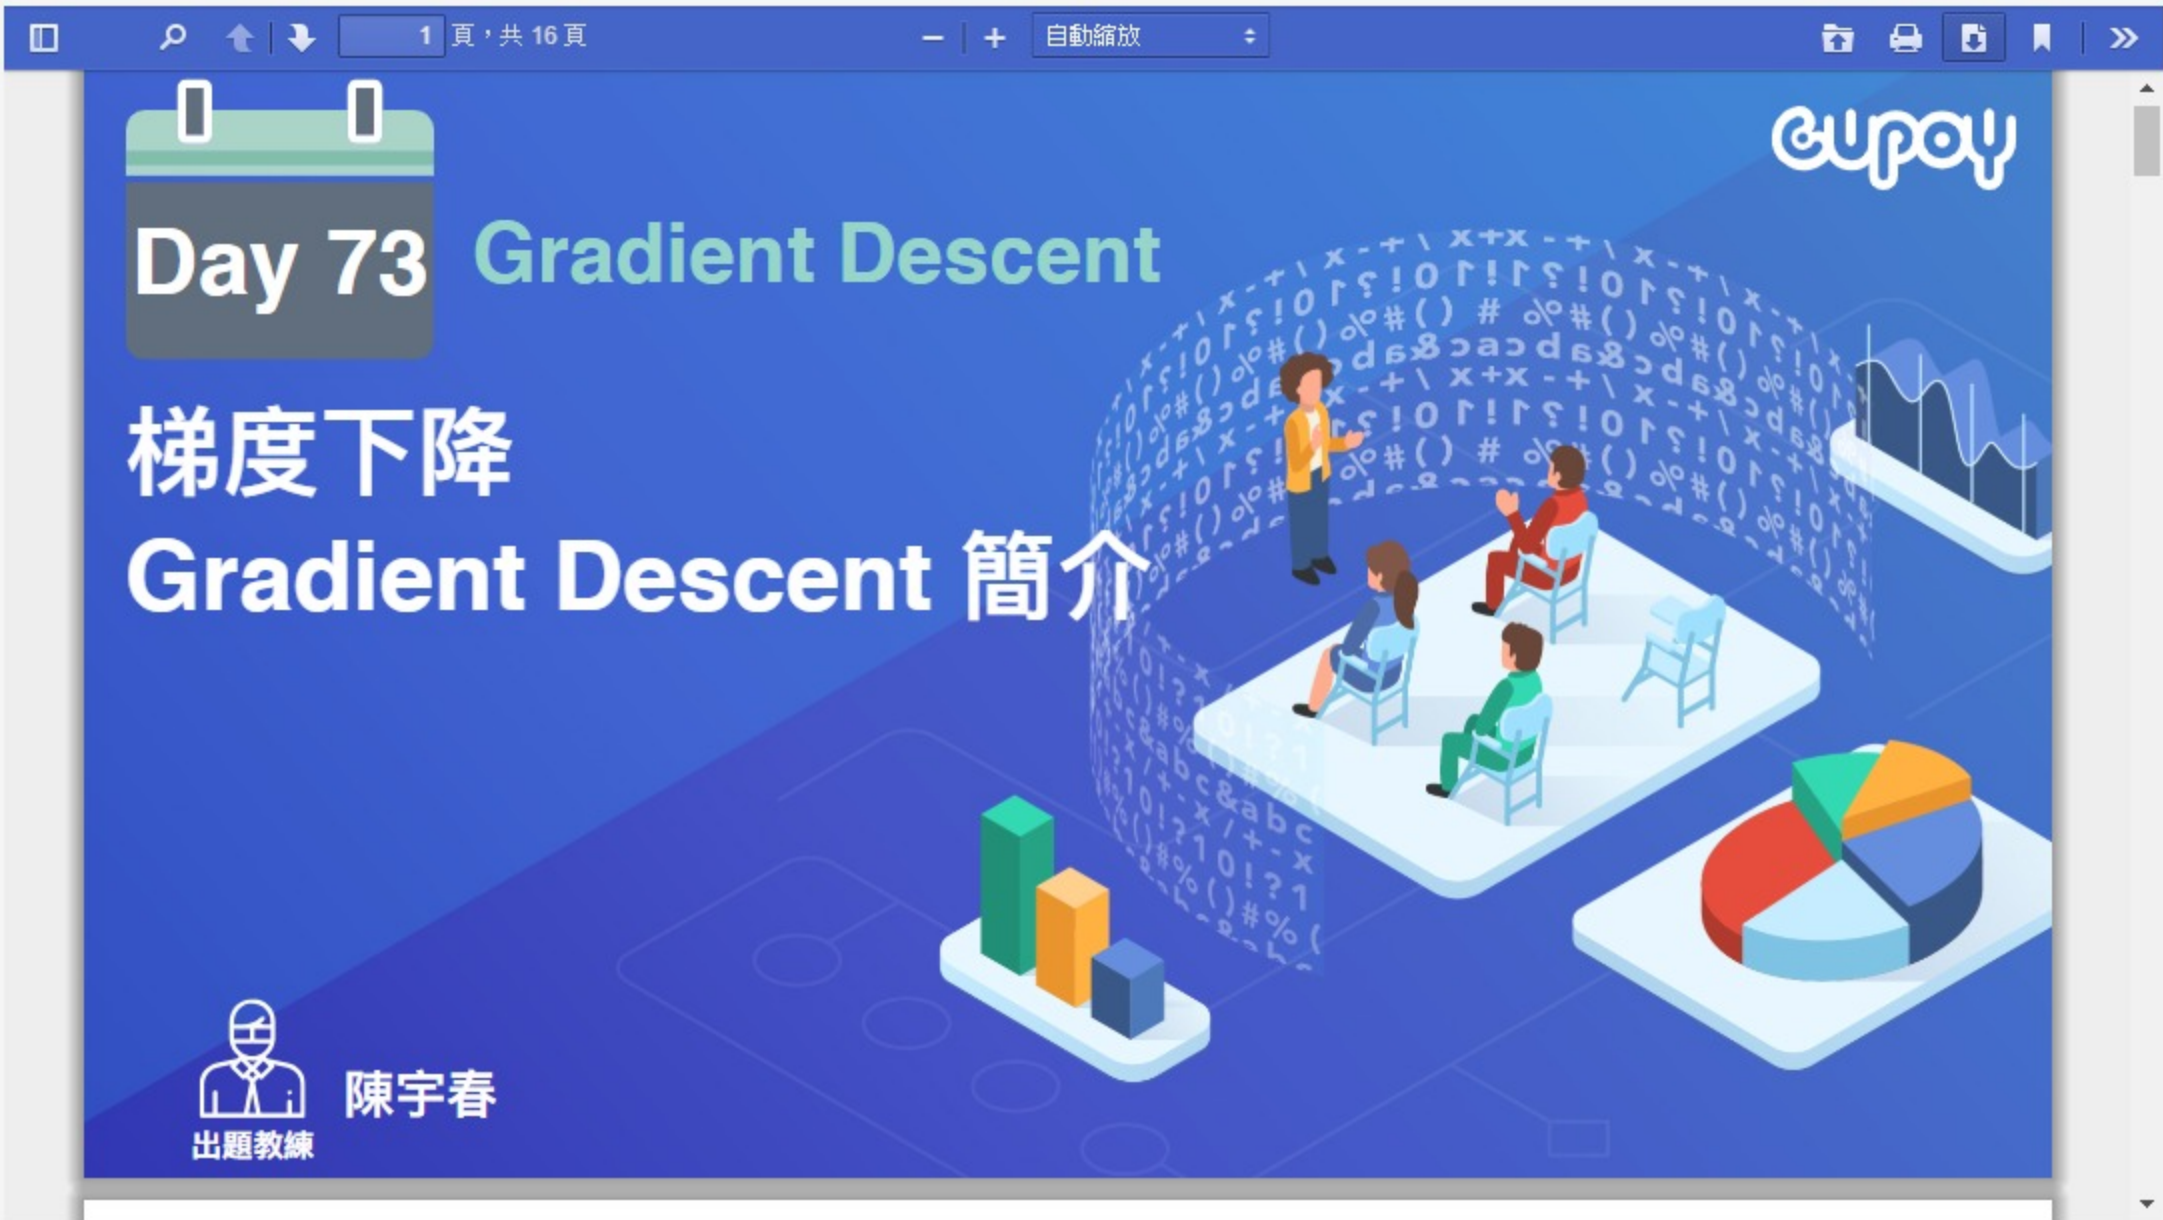 1 頁，共 16 頁
自動縮放
cupoy
Day 73
Gradient Descent
梯度下降
Gradient Descent 簡介
陳宇春
出題教練